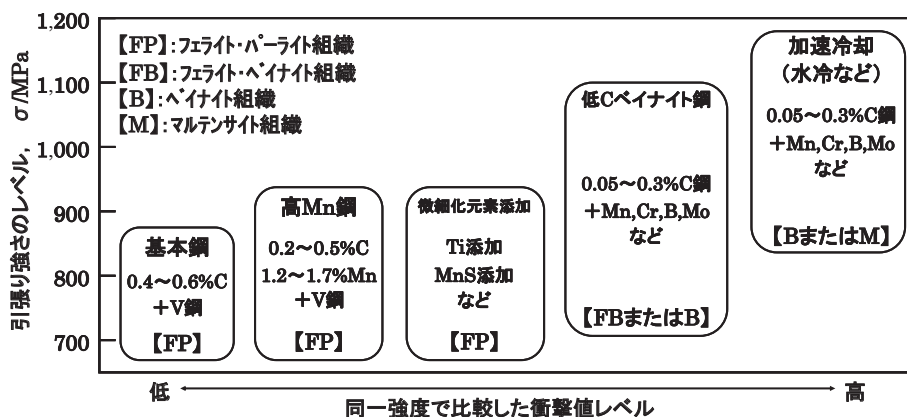 引張り強さのレベル, σ/MPa
1,200
1,100
1,000
900
800
700
【FP】:フェライト・パーライト組織
【FB】:フェライト・ベイナイト組織
【B】:ベイナイト組織
【M】:マルテンサイト組織
基本鋼
0.4〜0.6%C
+V鋼
【FP】
高Mn鋼
0.2〜0.5%C
1.2〜1.7%Mn
+V鋼
【FP】
微細化元素添加
Ti添加
MnS添加
など
【FP】
低Cベイナイト鋼
0.05〜0.3%C鋼
+Mn,Cr,B,Mo
など
【FBまたはB】
加速冷却
(水冷など)
0.05〜0.3%C鋼
+Mn,Cr,B,Mo
など
【BまたはM】
低
高
同一強度で比較した衝撃値レベル